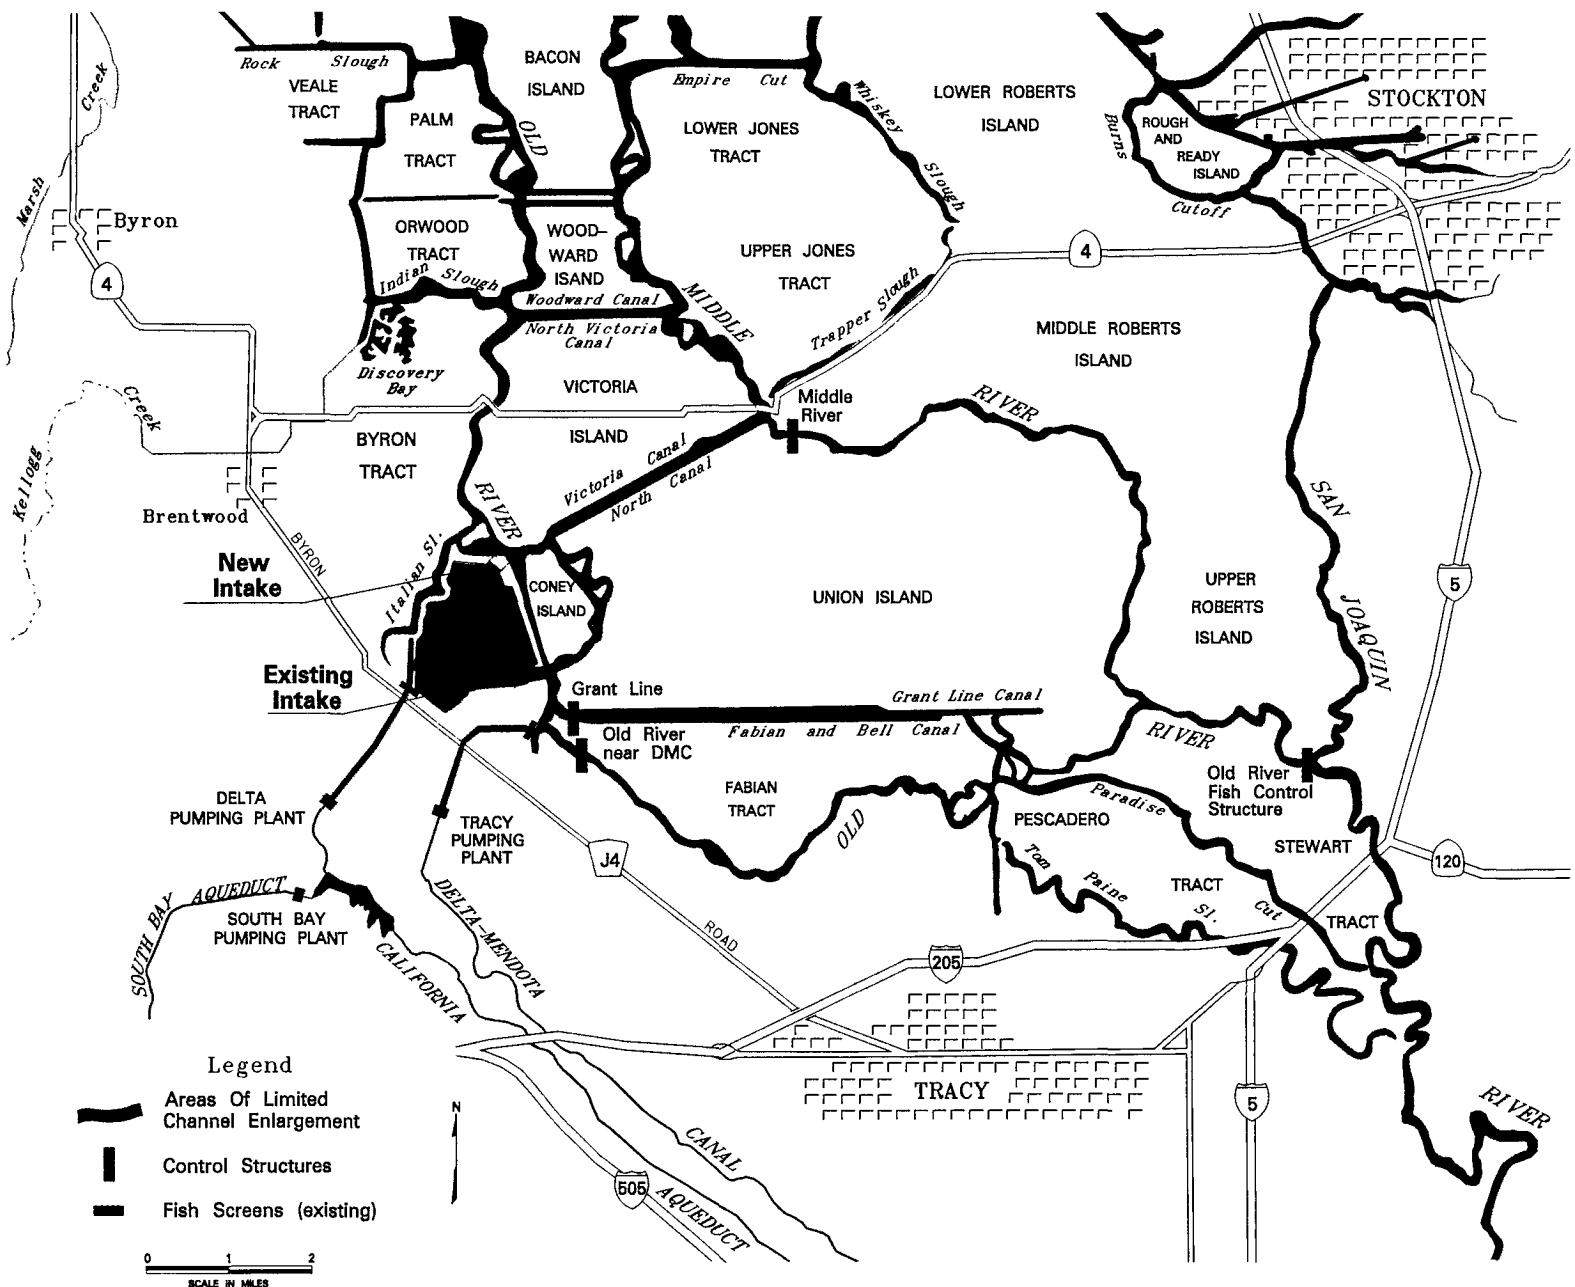 Rock Slough
VEALE
TRACT
PALM
TRACT
OLD
BACON
ISLAND
Empire Cut
LOWER JONES
TRACT
Whiskey
Slough
LOWER ROBERTS
ISLAND
Burns
Cutoff
ROUGH
AND
READY
ISLAND
STOCKTON
Marsh
Creek
Byron
4
ORWOOD
TRACT
Indian Slough
WOOD-
WARD
ISAND
Woodward Canal
North Victoria
Canal
MIDDLE
UPPER JONES
TRACT
Trapper Slough
4
MIDDLE ROBERTS
ISLAND
Discovery
Bay
VICTORIA
ISLAND
Middle
River
RIVER
Kellogg
Creek
BYRON
TRACT
Brentwood
BYRON
RIVER
Victoria Canal
North Canal
SAN
JOAQUIN
5
New
Intake
Italian Sl.
CONEY
ISLAND
UNION ISLAND
UPPER
ROBERTS
ISLAND
Existing
Intake
Grant Line
Grant Line Canal
Old River
near DMC
Fabian and Bell Canal
RIVER
Old River
Fish Control
Structure
DELTA
PUMPING PLANT
TRACY
PUMPING
PLANT
FABIAN
TRACT
OLD
Paradise
Cut
PESCADERO
TRACT
Tom Paine Sl.
STEWART
TRACT
J4
120
SOUTH BAY AQUEDUCT
SOUTH BAY
PUMPING PLANT
CALIFORNIA
DELTA-MENDOTA
ROAD
205
TRACY
5
RIVER
CANAL
AQUEDUCT
505
Legend
Areas Of Limited
Channel Enlargement
Control Structures
Fish Screens (existing)
N
0 1 2
SCALE IN MILES